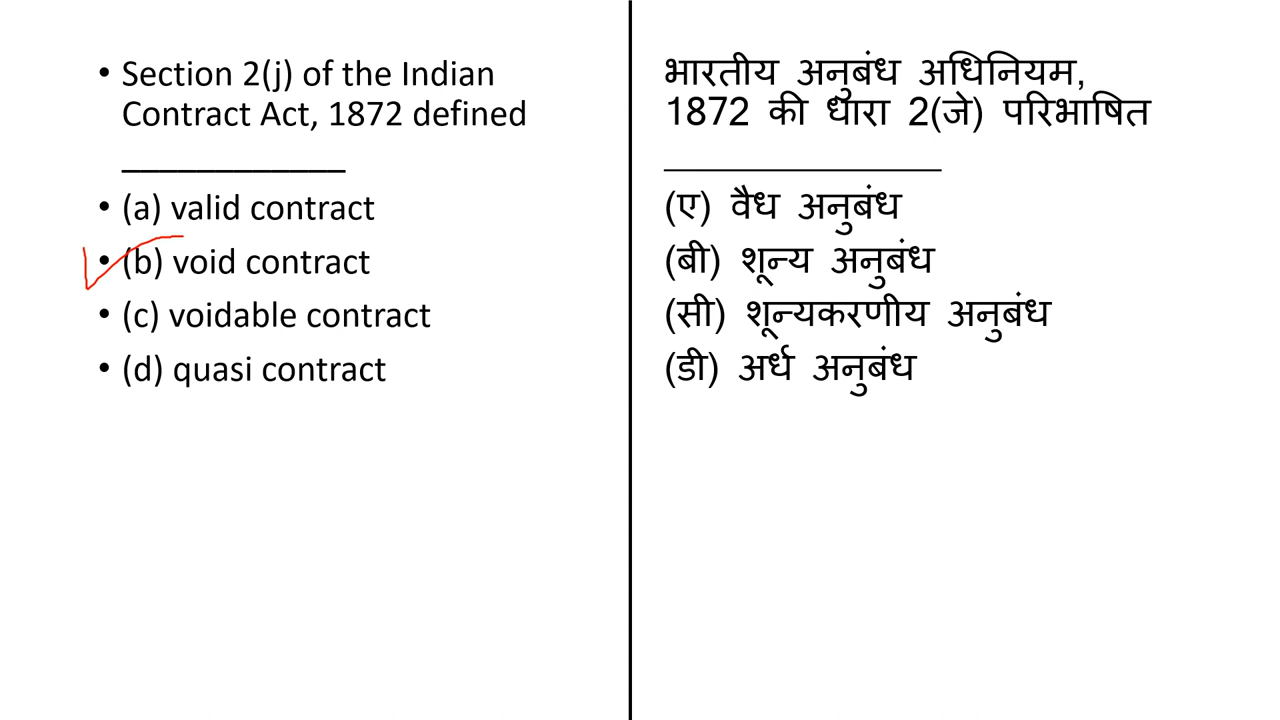 • Section 2(j) of the Indian
Contract Act, 1872 defined
____________
• (a) valid contract
• (b) void contract
• (c) voidable contract
• (d) quasi contract
भारतीय अनुबंध अधिनियम,
1872 की धारा 2(जे) परिभाषित
______________
(ए) वैध अनुबंध
(बी) शून्य अनुबंध
(सी) शून्यकरणीय अनुबंध
(डी) अर्ध अनुबंध